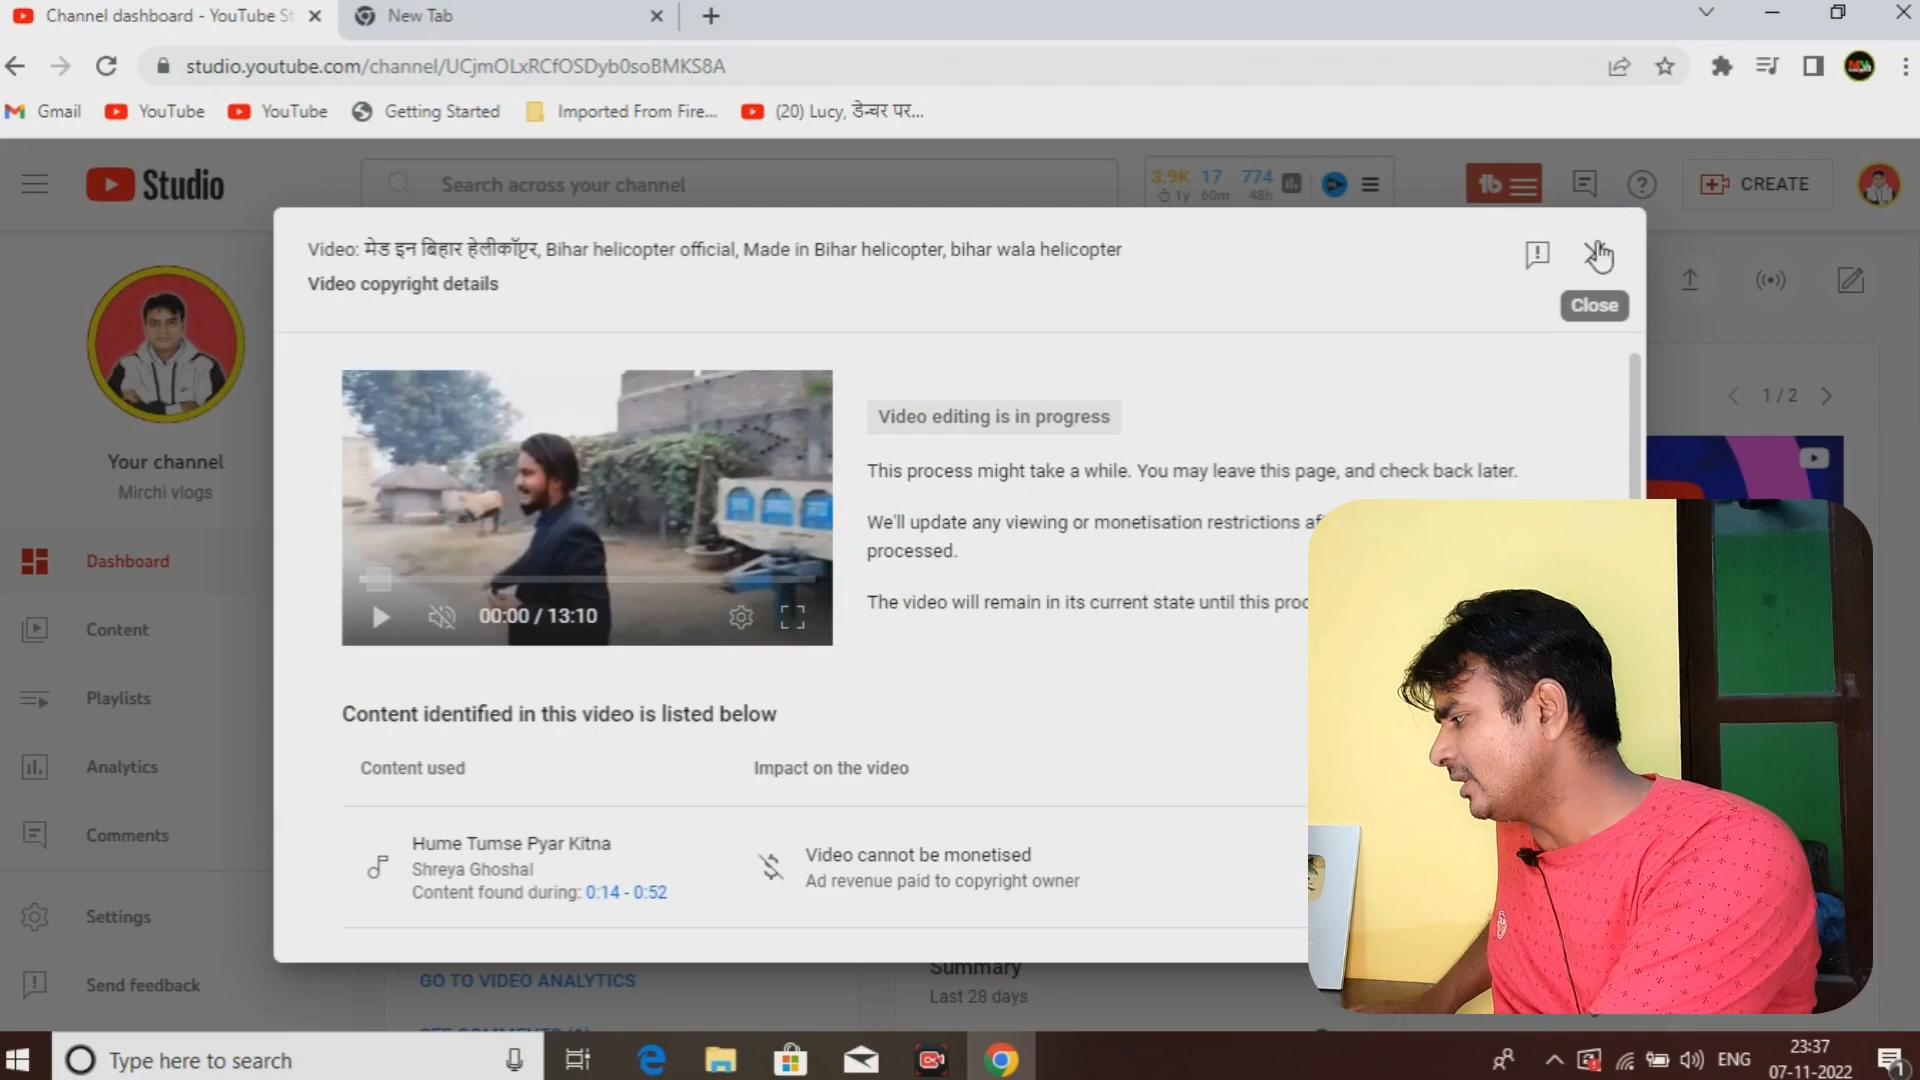 Channel dashboard - YouTube St
New Tab
studio.youtube.com/channel/UCjmOLxRCfOSDyb0soBMKS8A
Gmail
YouTube
YouTube
Getting Started
Imported From Fire...
(20) Lucy, डेन्चर पर...
Studio
Search across your channel
3.9K 17 774
1y 60m 48h
tb
CREATE
Video: मेड इन बिहार हेलीकॉप्टर, Bihar helicopter official, Made in Bihar helicopter, bihar wala helicopter
Video copyright details
Close
1 / 2
Video editing is in progress
This process might take a while. You may leave this page, and check back later.
We'll update any viewing or monetisation restrictions af
processed.
The video will remain in its current state until this proc
00:00 / 13:10
Your channel
Mirchi vlogs
Dashboard
Content
Playlists
Analytics
Comments
Settings
Send feedback
Content identified in this video is listed below
Content used
Impact on the video
Hume Tumse Pyar Kitna
Shreya Ghoshal
Content found during: 0:14 - 0:52
Video cannot be monetised
Ad revenue paid to copyright owner
GO TO VIDEO ANALYTICS
Summary
Last 28 days
Type here to search
ENG
23:37
07-11-2022
1